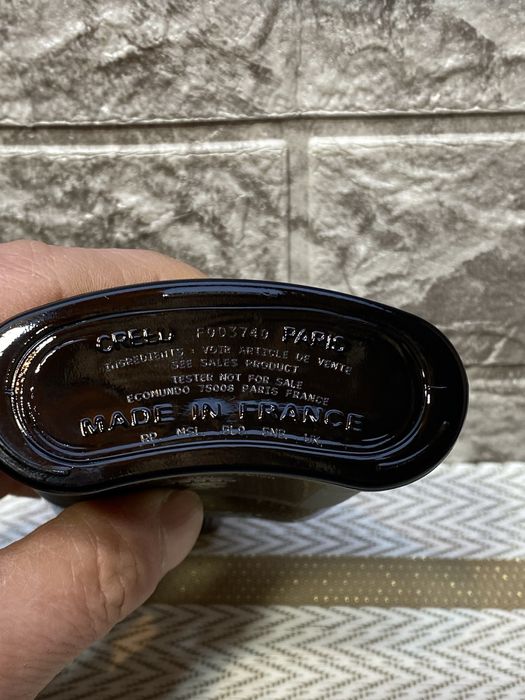 CREED F003740 PARIS
INGREDIENTS : VOIR ARTICLE DE VENTE
SEE SALES PRODUCT
TESTER NOT FOR SALE
ECOMUNDO 75008 PARIS FRANCE
MADE IN FRANCE